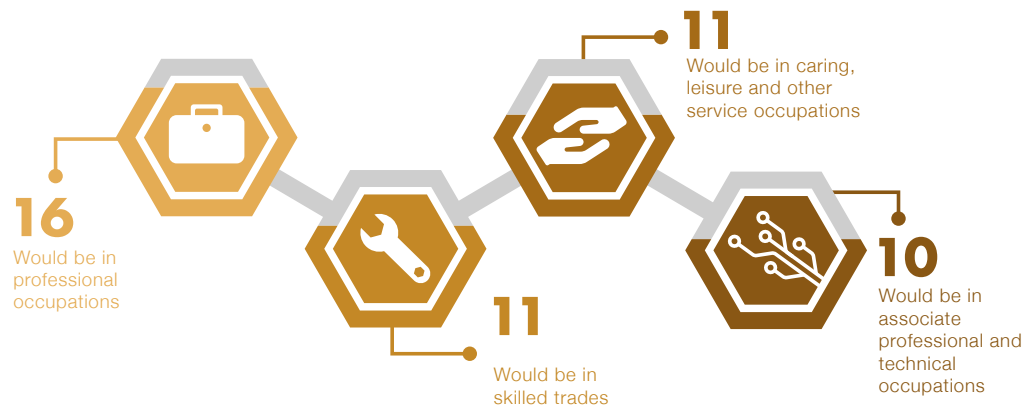 16
Would be in
professional
occupations
11
Would be in
skilled trades
11
Would be in caring,
leisure and other
service occupations
10
Would be in
associate
professional and
technical
occupations